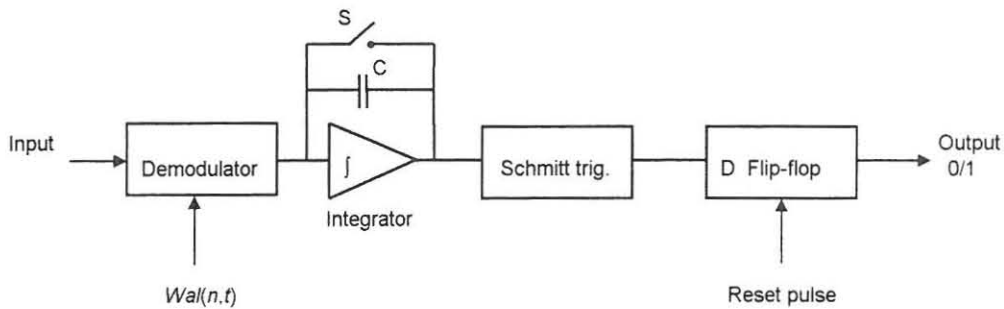 S
C
Input
Demodulator
∫
Integrator
Schmitt trig.
D Flip-flop
Output
0/1
Wal(n,t)
Reset pulse